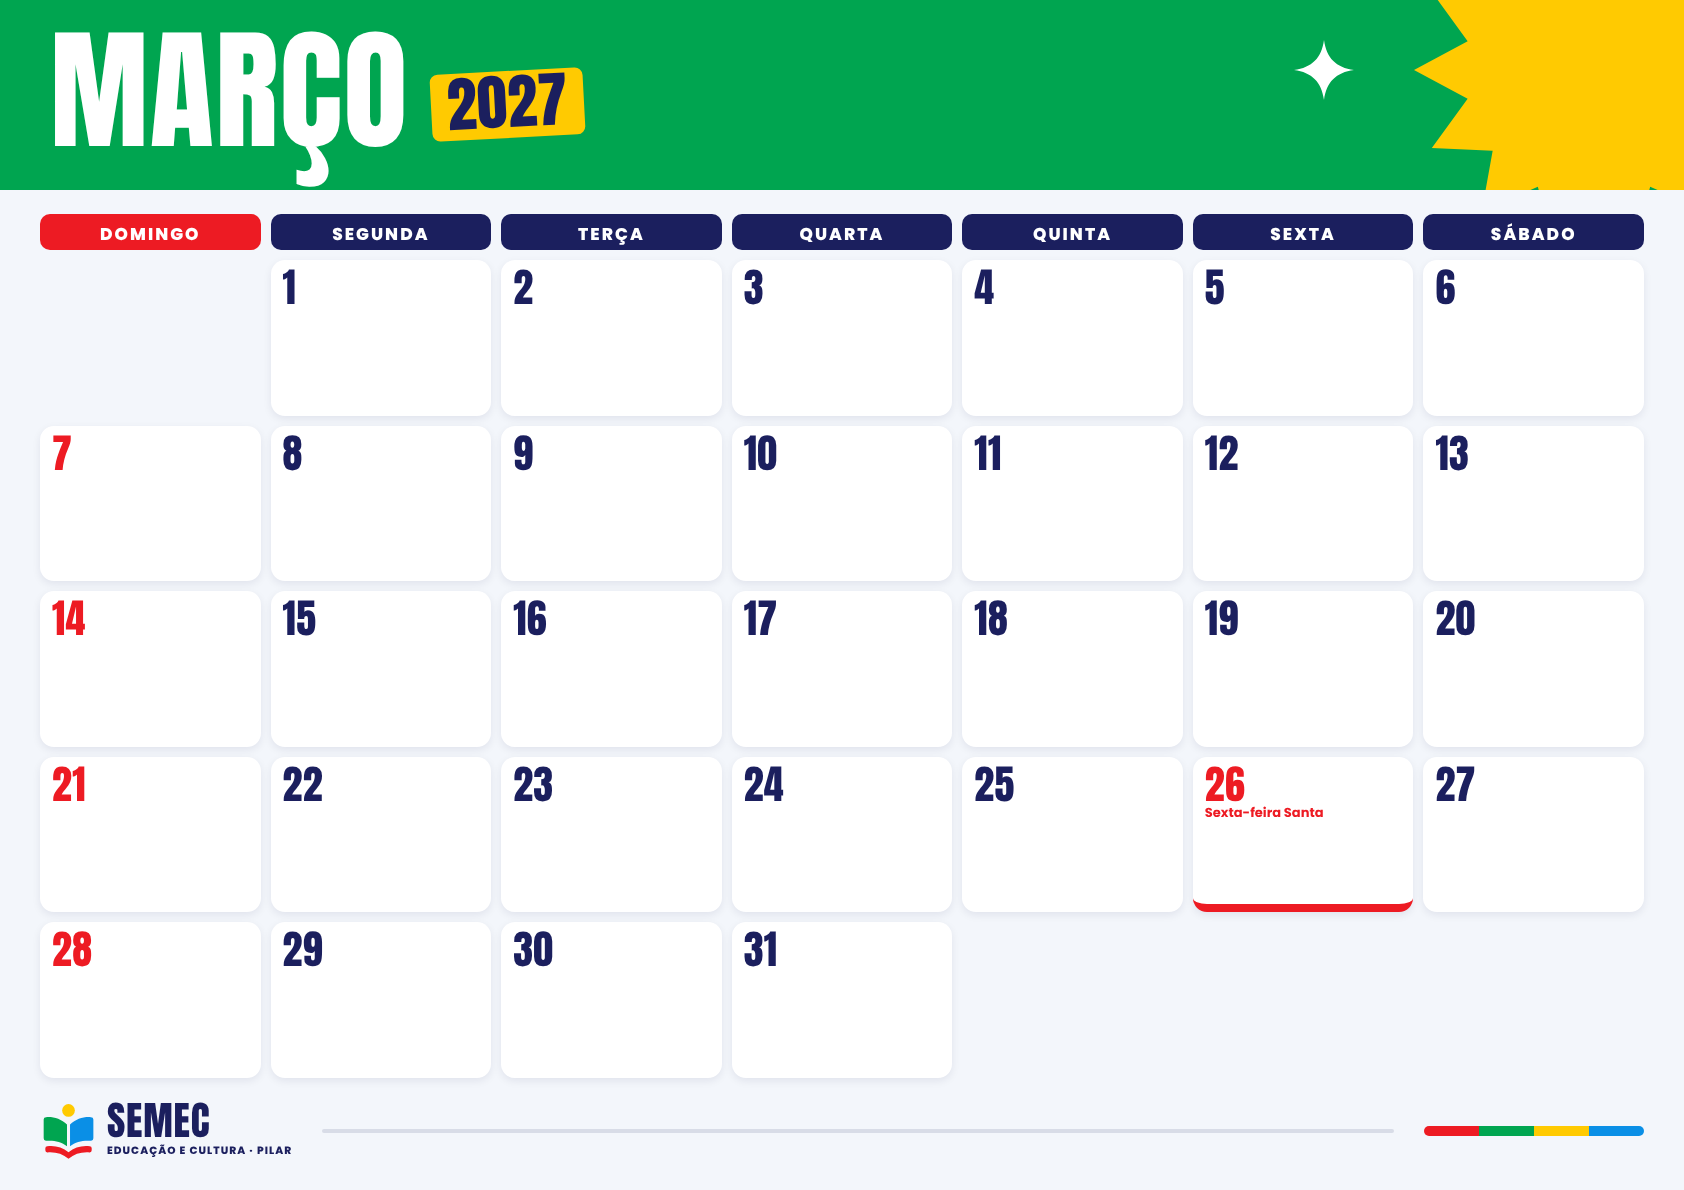 MARÇO 2027
DOMINGO SEGUNDA TERÇA QUARTA QUINTA SEXTA SÁBADO
1 2 3 4 5 6
7 8 9 10 11 12 13
14 15 16 17 18 19 20
21 22 23 24 25 26 27
Sexta-feira Santa
28 29 30 31
SEMEC
EDUCAÇÃO E CULTURA · PILAR